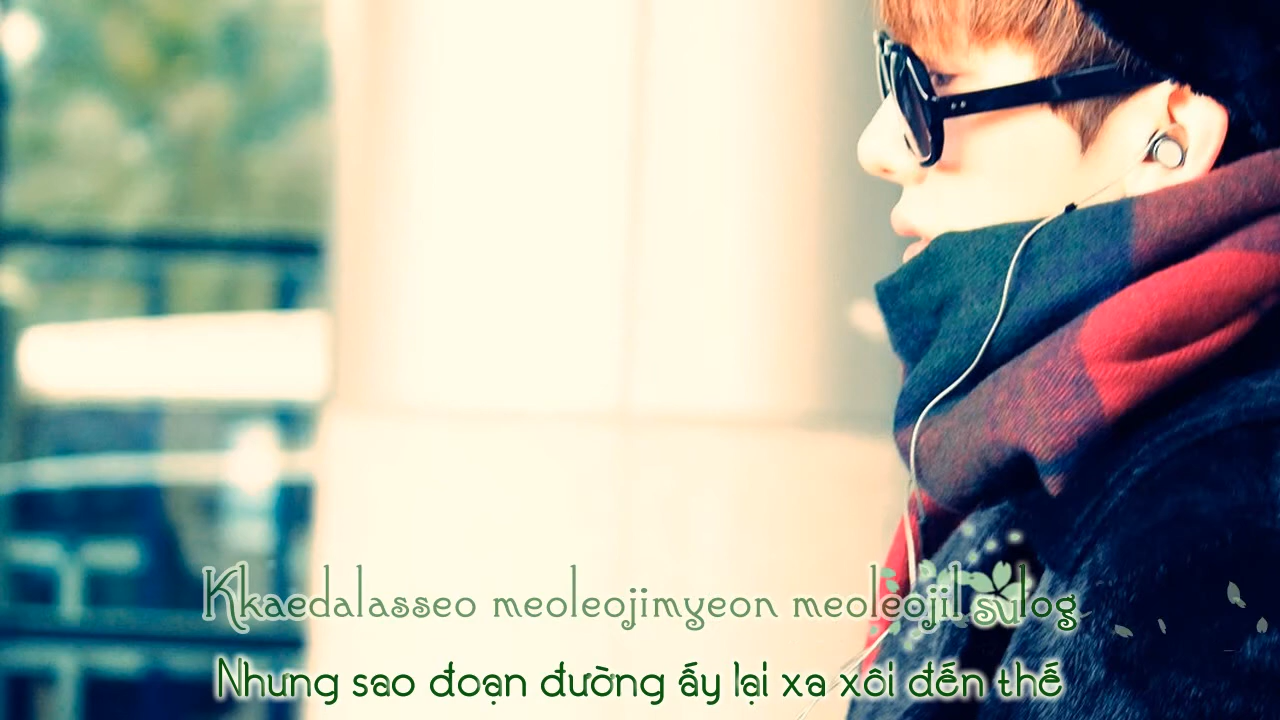 Kkaedalasseo meoleojimyeon meoleojil sulog
Nhưng sao đoạn đường ấy lại xa xôi đến thế